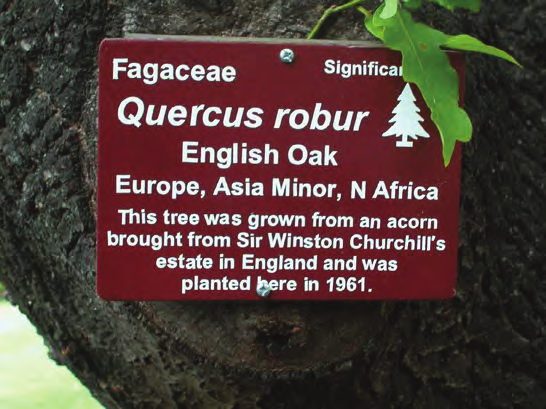 Fagaceae
Quercus robur
English Oak
Europe, Asia Minor, N Africa
This tree was grown from an acorn
brought from Sir Winston Churchill's
estate in England and was
planted here in 1961.